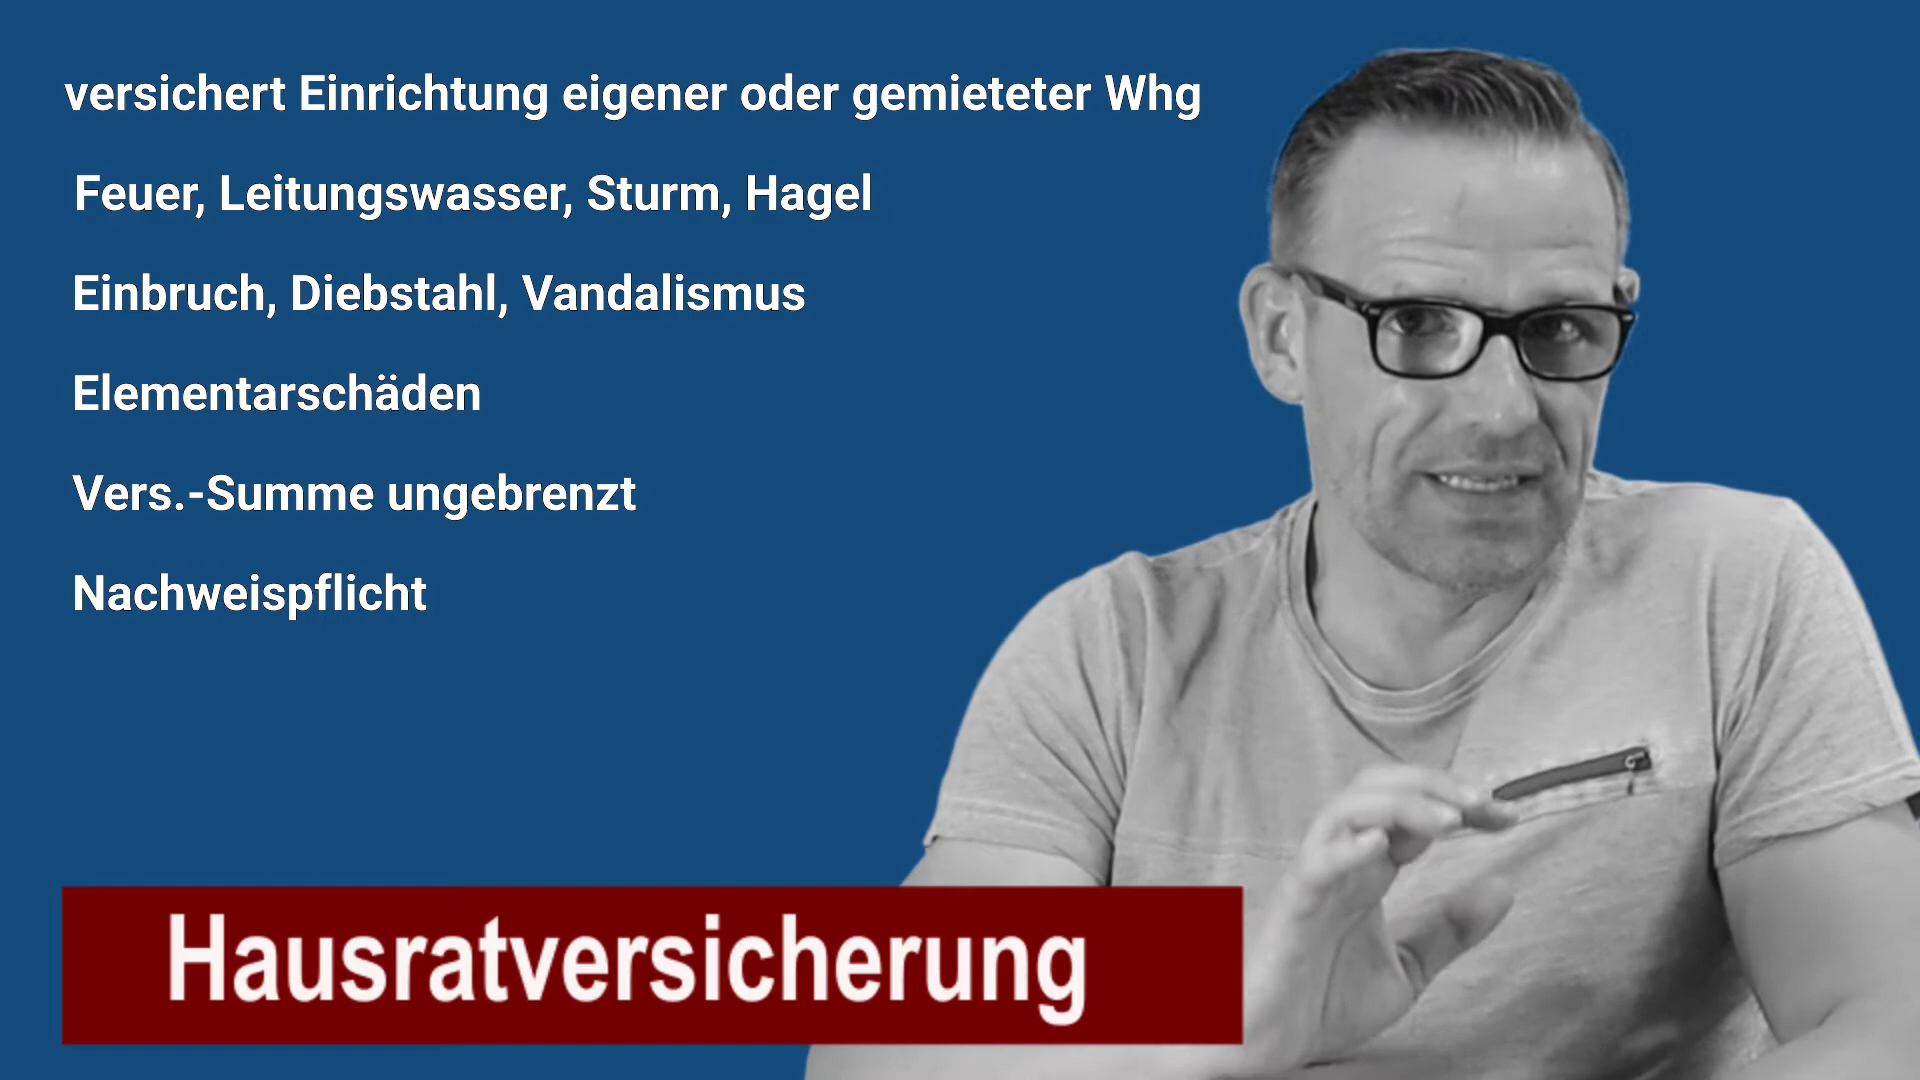 versichert Einrichtung eigener oder gemieteter Whg
Feuer, Leitungswasser, Sturm, Hagel
Einbruch, Diebstahl, Vandalismus
Elementarschäden
Vers.-Summe ungebrenzt
Nachweispflicht
Hausratversicherung